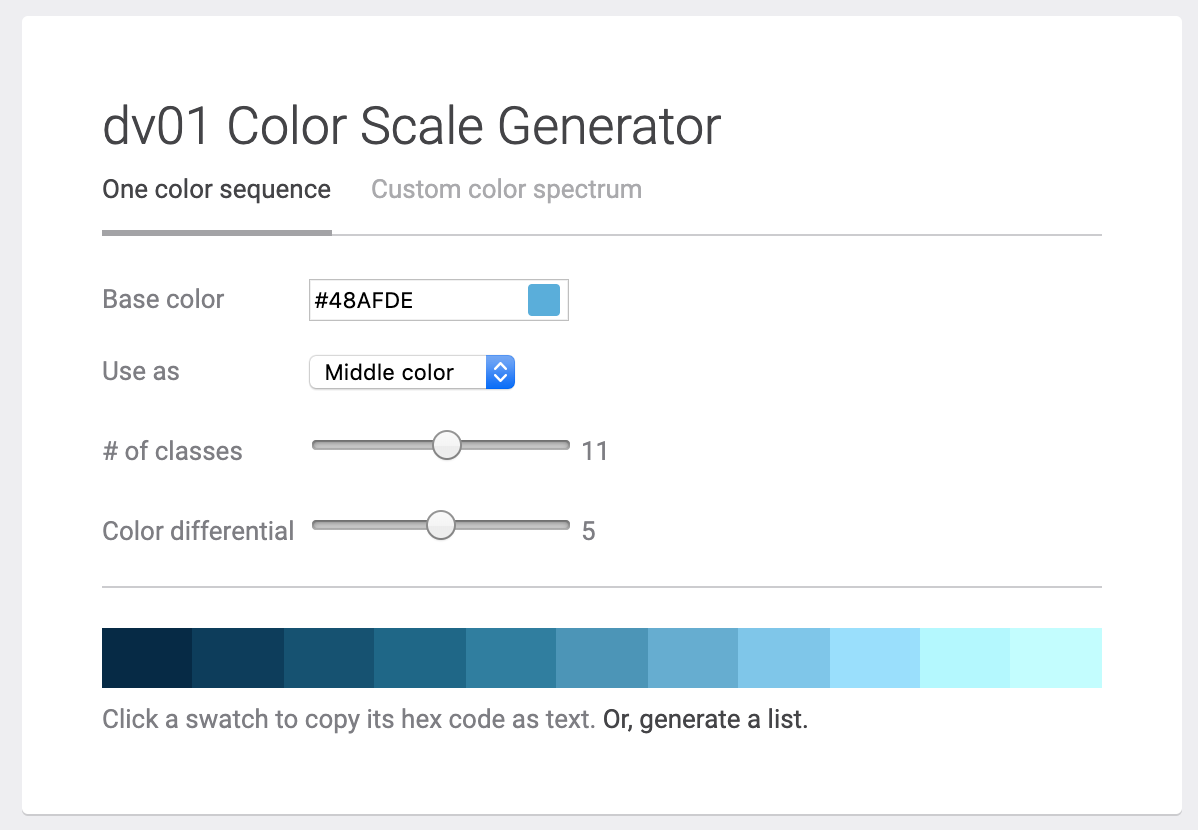 dv01 Color Scale Generator
One color sequence Custom color spectrum
Base color #48AFDE
Use as Middle color
# of classes 11
Color differential 5
Click a swatch to copy its hex code as text. Or, generate a list.